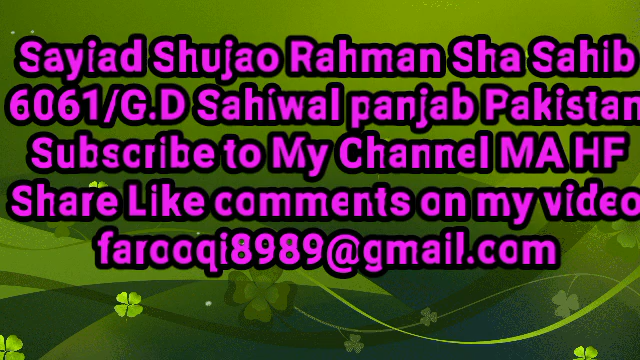 Sayiad Shujao Rahman Sha Sahib
6061/G.D Sahiwal panjab Pakistan
Subscribe to My Channel MA HF
Share Like comments on my video
farooqi8989@gmail.com